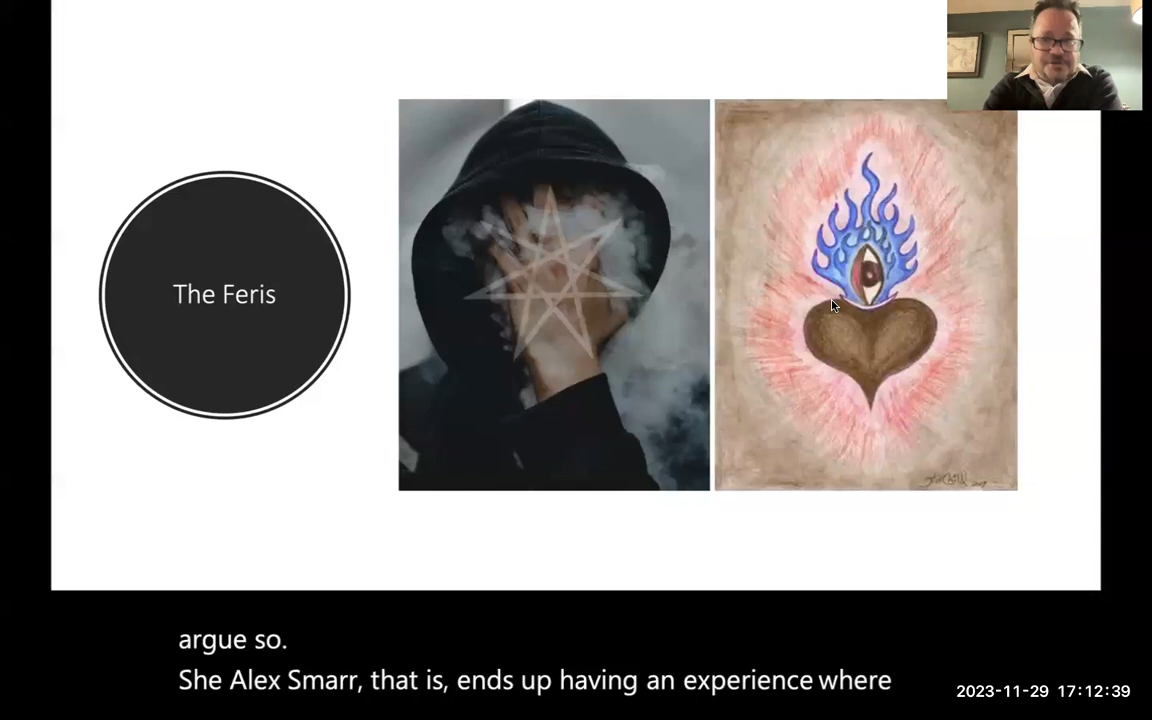 The Feris
argue so.
She Alex Smarr, that is, ends up having an experience where
2023-11-29 17:12:39